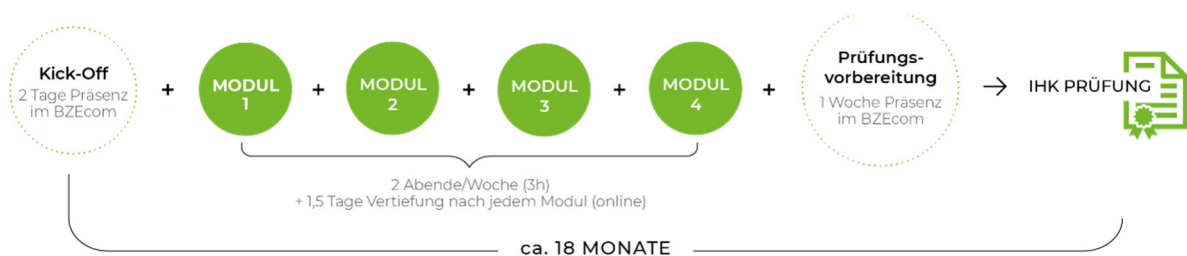 Kick-Off
2 Tage Präsenz
im BZEcom
+
MODUL
1
+
MODUL
2
+
MODUL
3
+
MODUL
4
+
Prüfungs-
vorbereitung
1 Woche Präsenz
im BZEcom
→
IHK PRÜFUNG
2 Abende/Woche (3h)
+ 1,5 Tage Vertiefung nach jedem Modul (online)
ca. 18 MONATE